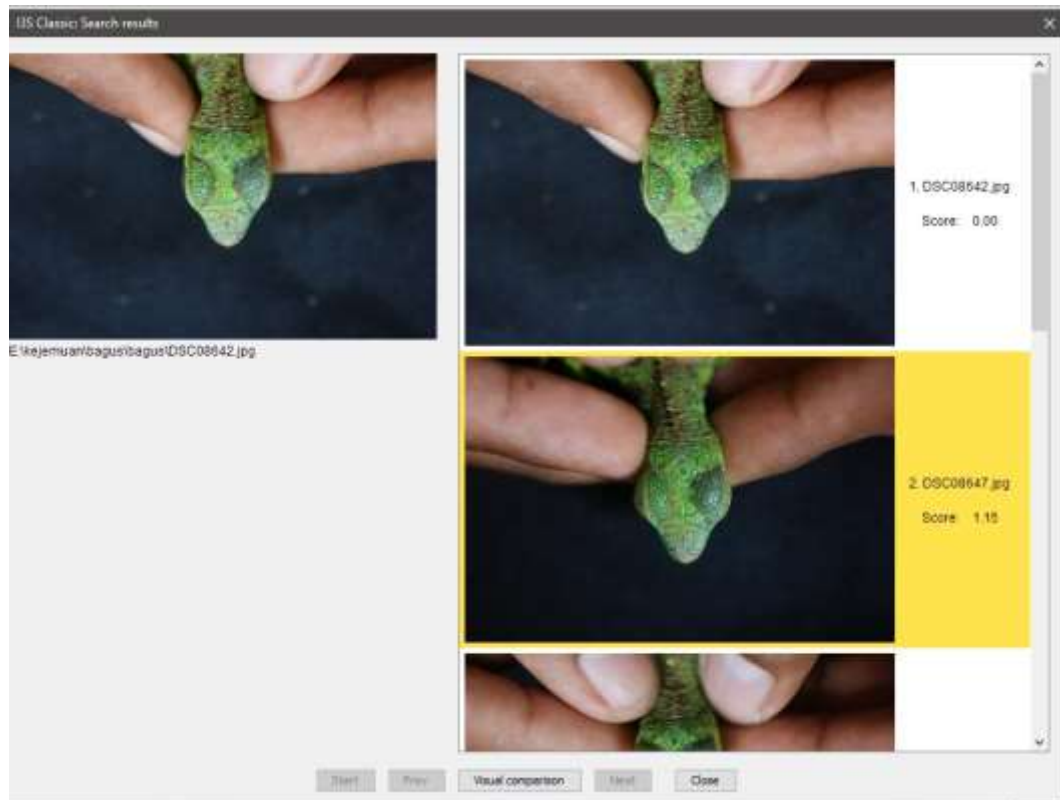 I3S Classic: Search results
1. DSC08642.jpg
Score: 0.00
E:\kejemuan\bagus\bagus\DSC08642.jpg
2. DSC08647.jpg
Score: 1.15
Start
Prev
Visual comparison
Next
Close